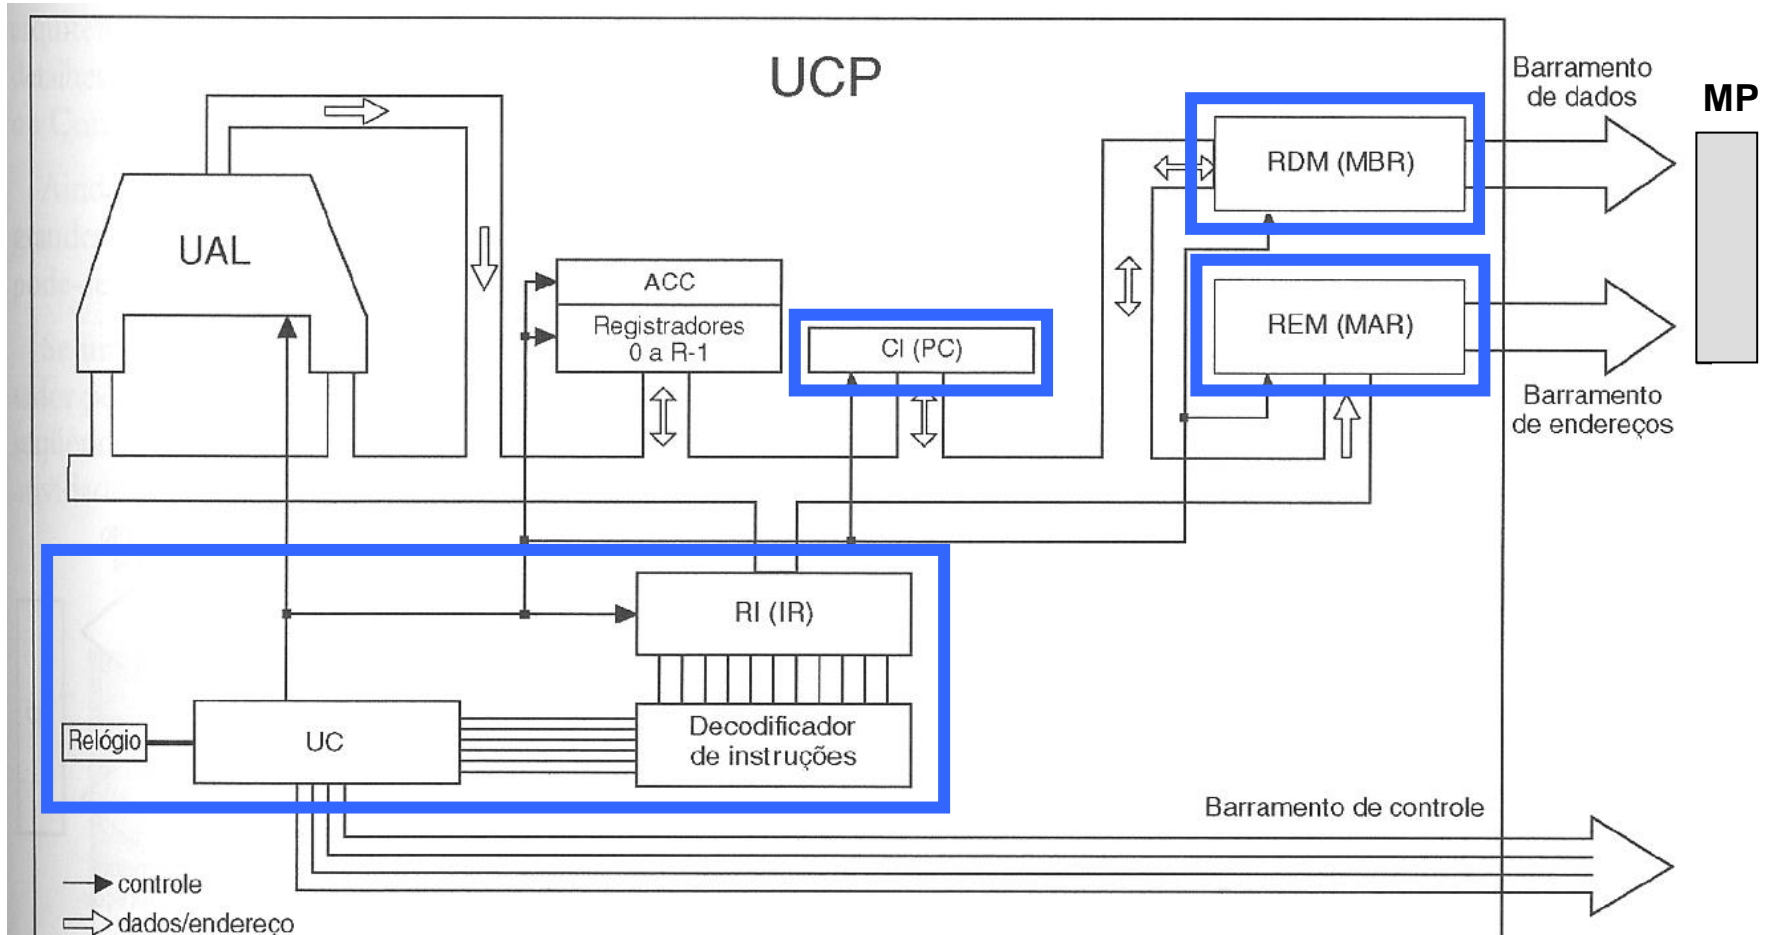 UCP
Barramento
de dados
MP
RDM (MBR)
UAL
ACC
Registradores
0 a R-1
CI (PC)
REM (MAR)
Barramento
de endereços
RI (IR)
Relógio
UC
Decodificador
de instruções
Barramento de controle
controle
dados/endereço